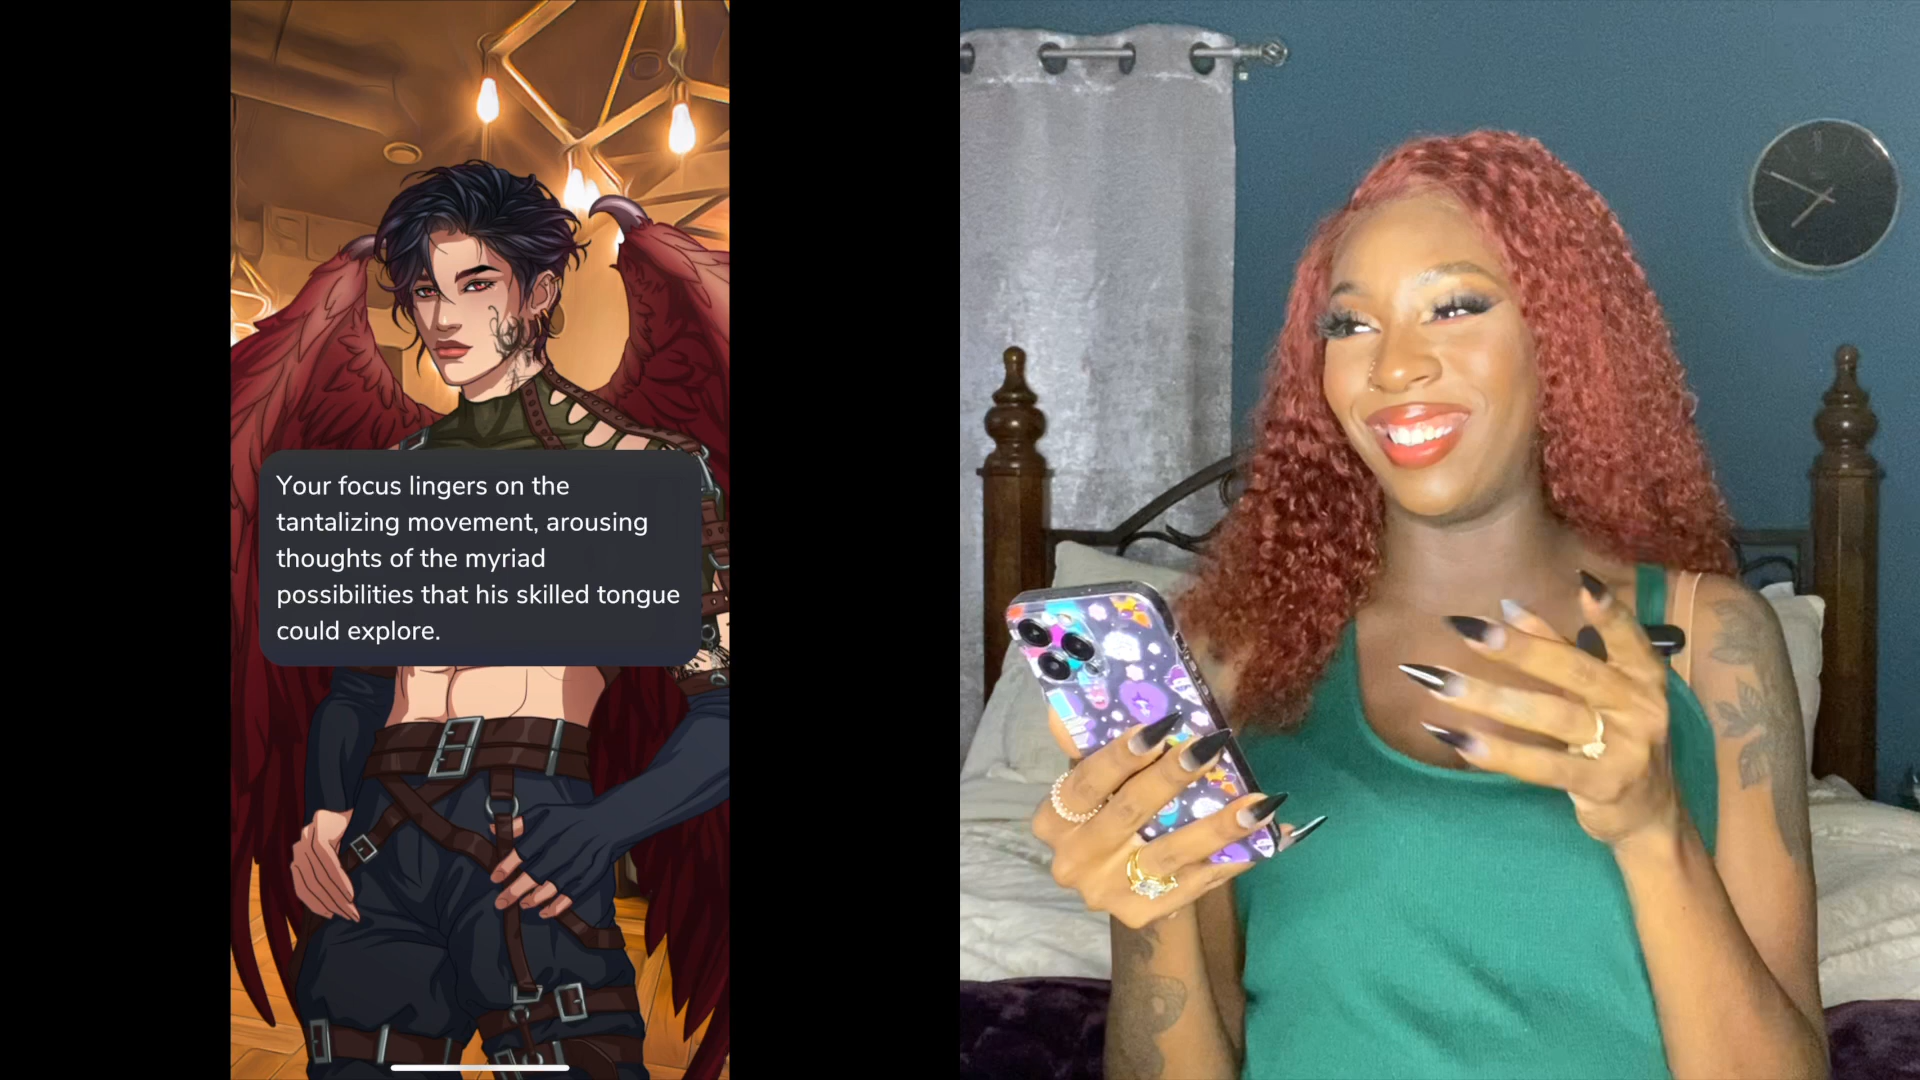 Your focus lingers on the
tantalizing movement, arousing
thoughts of the myriad
possibilities that his skilled tongue
could explore.